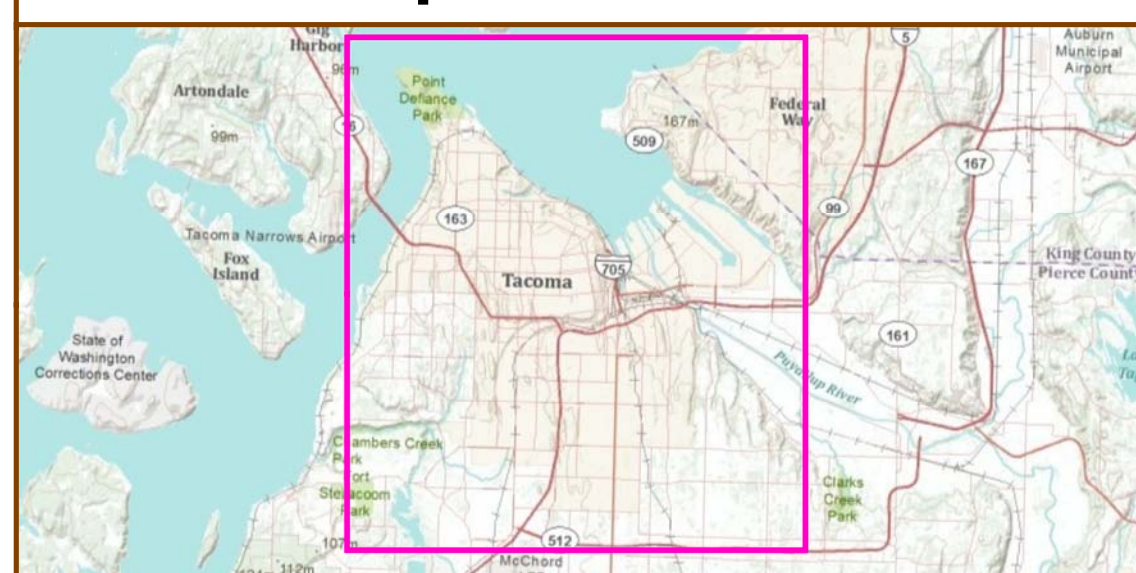 Gig
Harbor
96m
Artondale
99m
16
Point
Defiance
Park
163
Tacoma Narrows Airport
Fox
Island
State of
Washington
Corrections Center
Tacoma
705
509
167m
Federal
Way
5
Auburn
Municipal
Airport
167
99
King County
Pierce Count
161
Puyallup River
Chambers Creek
Park
Fort
Steilacoom
Park
107m
112m
512
McChord
Clarks
Creek
Park